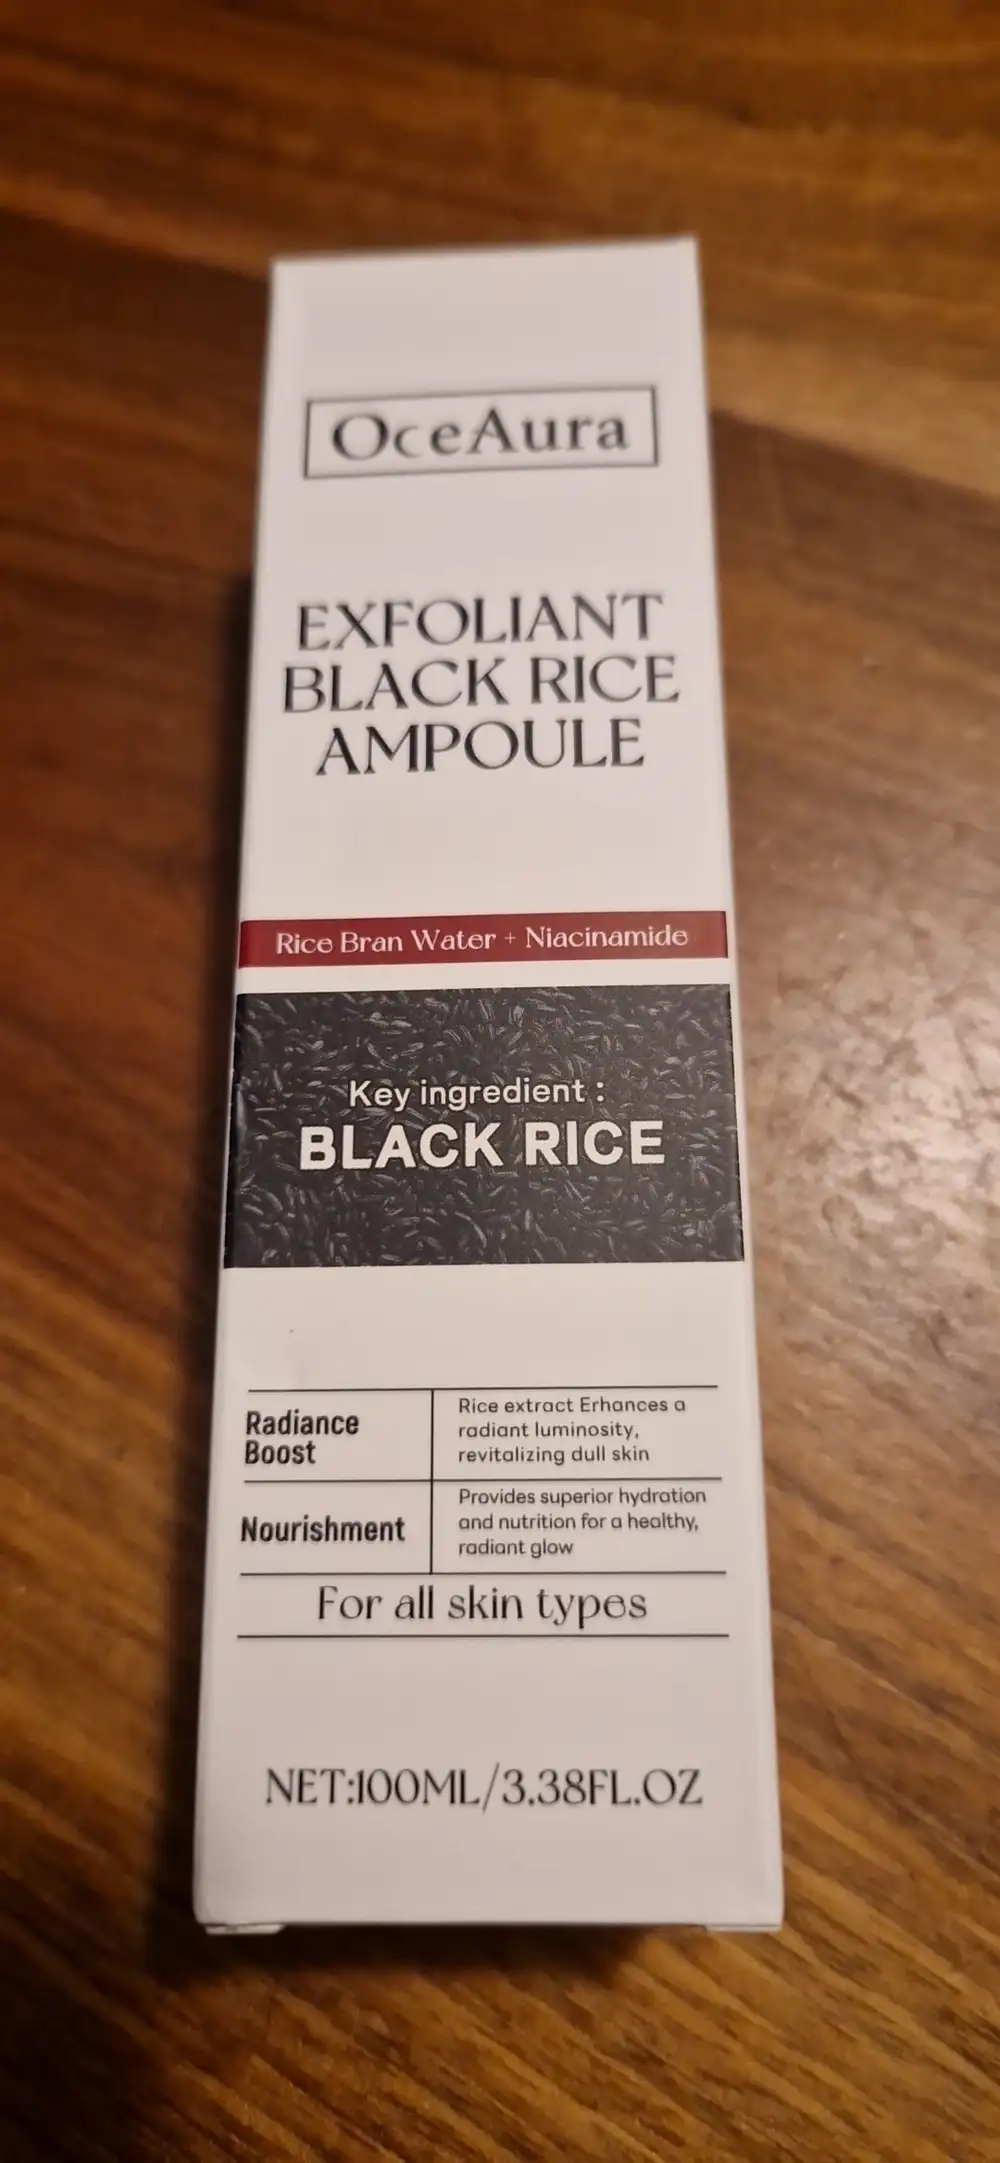 OceAura
EXFOLIANT
BLACK RICE
AMPOULE
Rice Bran Water + Niacinamide
Key ingredient :
BLACK RICE
Radiance
Boost
Rice extract Erhances a
radiant luminosity,
revitalizing dull skin
Nourishment
Provides superior hydration
and nutrition for a healthy,
radiant glow
For all skin types
NET:100ML/3.38FL.OZ